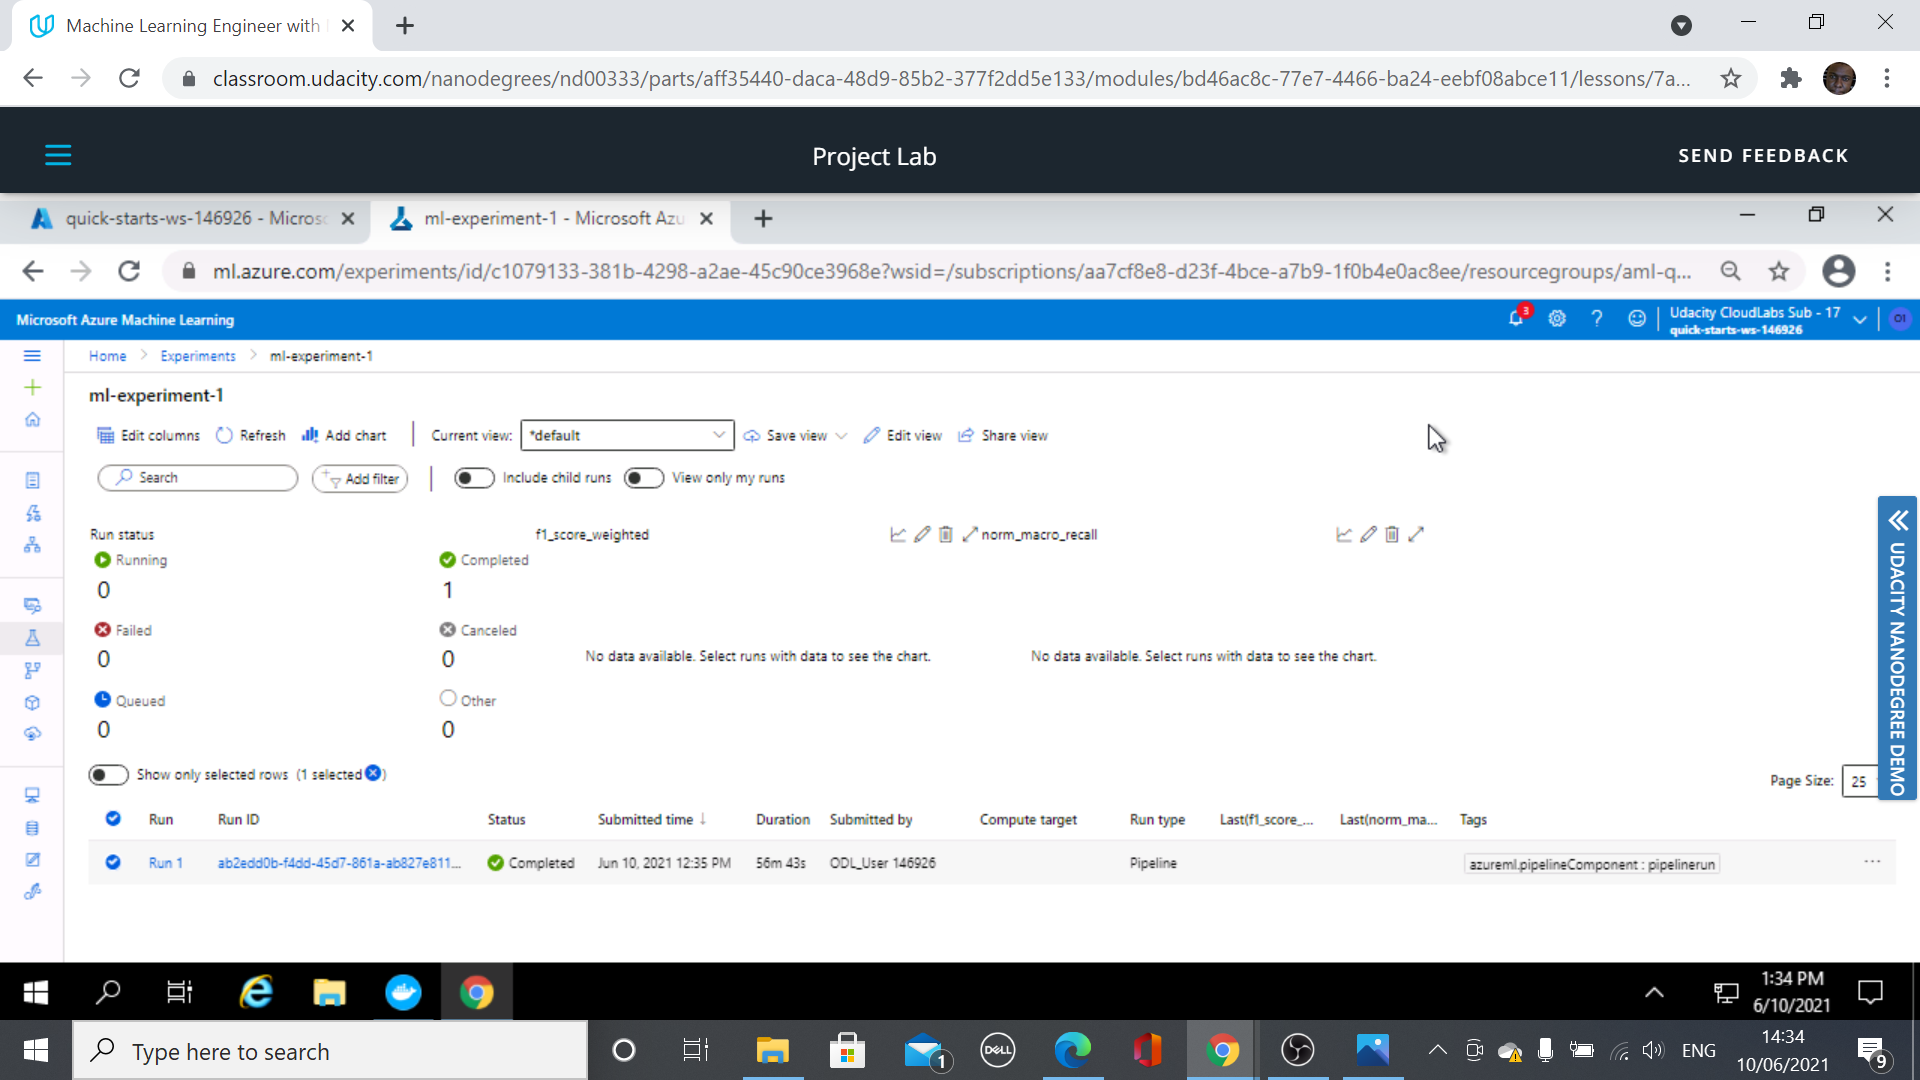 Machine Learning Engineer with
classroom.udacity.com/nanodegrees/nd00333/parts/aff35440-daca-48d9-85b2-377f2dd5e133/modules/bd46ac8c-77e7-4466-ba24-eebf08abce11/lessons/7a...
Project Lab
SEND FEEDBACK
quick-starts-ws-146926 - Micros
ml-experiment-1 - Microsoft Azu
ml.azure.com/experiments/id/c1079133-381b-4298-a2ae-45c90ce3968e?wsid=/subscriptions/aa7cf8e8-d23f-4bce-a7b9-1f0b4e0ac8ee/resourcegroups/aml-q...
Microsoft Azure Machine Learning
3
?
Udacity CloudLabs Sub - 17
quick-starts-ws-146926
OI
Home > Experiments > ml-experiment-1
ml-experiment-1
Edit columns Refresh Add chart Current view: *default Save view Edit view Share view
Search Add filter Include child runs View only my runs
Run status f1_score_weighted norm_macro_recall
Running Completed
0 1
Failed Canceled
0 0
No data available. Select runs with data to see the chart. No data available. Select runs with data to see the chart.
Queued Other
0 0
Show only selected rows (1 selected )
Page Size: 25
UDACITY NANODEGREE DEMO
Run Run ID Status Submitted time ↓ Duration Submitted by Compute target Run type Last(f1_score_... Last(norm_ma... Tags
Run 1 ab2edd0b-f4dd-45d7-861a-ab827e811... Completed Jun 10, 2021 12:35 PM 56m 43s ODL_User 146926 Pipeline azureml.pipelineComponent : pipelinerun ...
1:34 PM
6/10/2021
Type here to search
1
DELL
ENG
14:34
10/06/2021
9